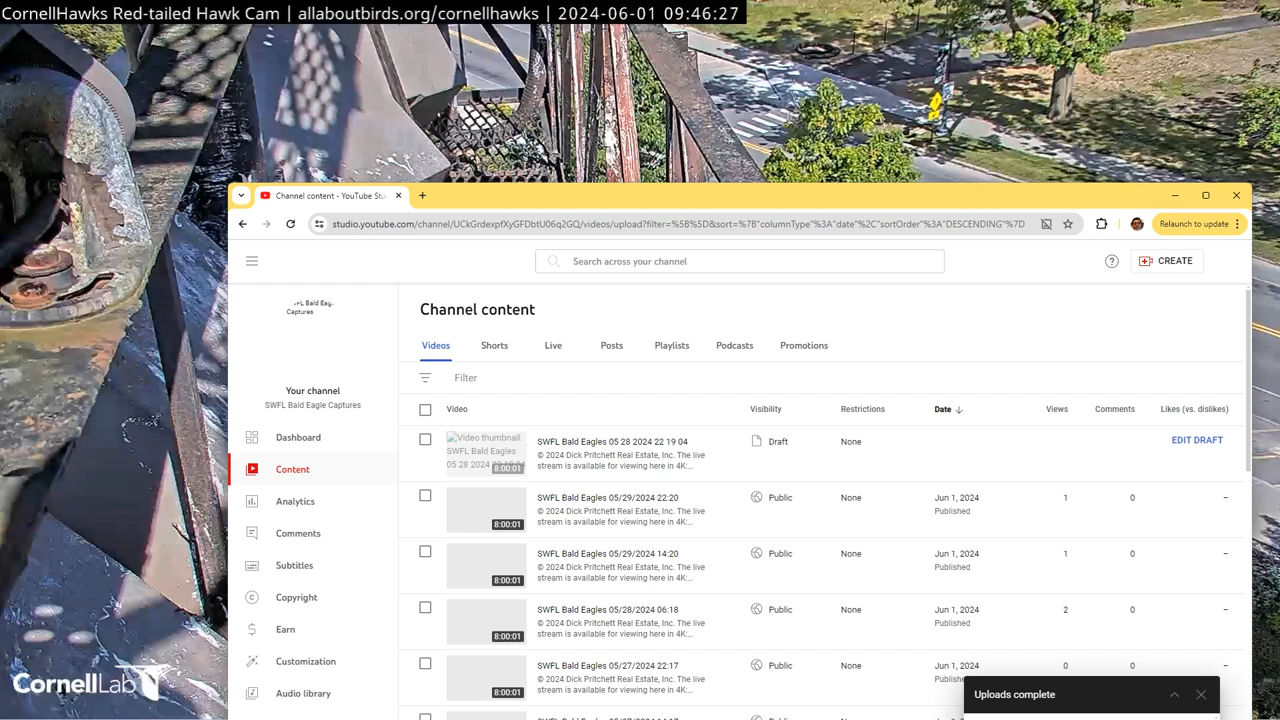 CornellHawks Red-tailed Hawk Cam | allaboutbirds.org/cornellhawks | 2024-06-01 09:46:27
Channel content - YouTube Stu
studio.youtube.com/channel/UCkGrdexpfXyGFDbtU06q2GQ/videos/upload?filter=%5B%5D&sort=%7B"columnType"%3A"date"%2C"sortOrder"%3A"DESCENDING"%7D
Relaunch to update
Search across your channel
CREATE
SWFL Bald Eag.
Captures
Your channel
SWFL Bald Eagle Captures
Dashboard
Content
Analytics
Comments
Subtitles
Copyright
Earn
Customization
Audio library
Channel content
Videos Shorts Live Posts Playlists Podcasts Promotions
Filter
Video Visibility Restrictions Date Views Comments Likes (vs. dislikes)
Video thumbnail:
SWFL Bald Eagles
05 28 2024
8:00:01
SWFL Bald Eagles 05 28 2024 22 19 04
© 2024 Dick Pritchett Real Estate, Inc. The live
stream is available for viewing here in 4K:...
Draft None EDIT DRAFT
8:00:01
SWFL Bald Eagles 05/29/2024 22:20
© 2024 Dick Pritchett Real Estate, Inc. The live
stream is available for viewing here in 4K:...
Public None Jun 1, 2024 1 0 –
Published
8:00:01
SWFL Bald Eagles 05/29/2024 14:20
© 2024 Dick Pritchett Real Estate, Inc. The live
stream is available for viewing here in 4K:...
Public None Jun 1, 2024 1 0 –
Published
8:00:01
SWFL Bald Eagles 05/28/2024 06:18
© 2024 Dick Pritchett Real Estate, Inc. The live
stream is available for viewing here in 4K:...
Public None Jun 1, 2024 2 0 –
Published
8:00:01
SWFL Bald Eagles 05/27/2024 22:17
© 2024 Dick Pritchett Real Estate, Inc. The live
stream is available for viewing here in 4K:...
Public None Jun 1, 2024 0 0 –
Uploads complete
CornellLab